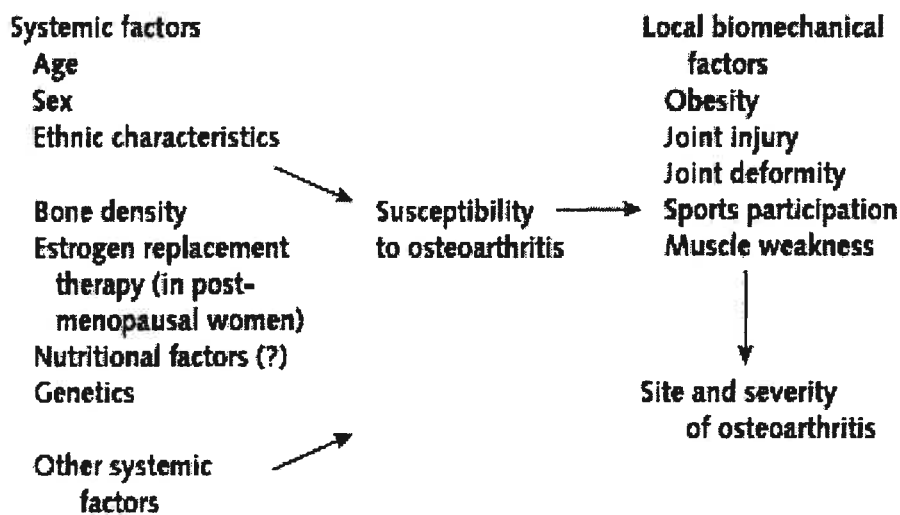 Systemic factors
Age
Sex
Ethnic characteristics
Bone density
Estrogen replacement
therapy (in post-
menopausal women)
Nutritional factors (?)
Genetics
Other systemic
factors
Susceptibility
to osteoarthritis
Local biomechanical
factors
Obesity
Joint injury
Joint deformity
Sports participation
Muscle weakness
Site and severity
of osteoarthritis